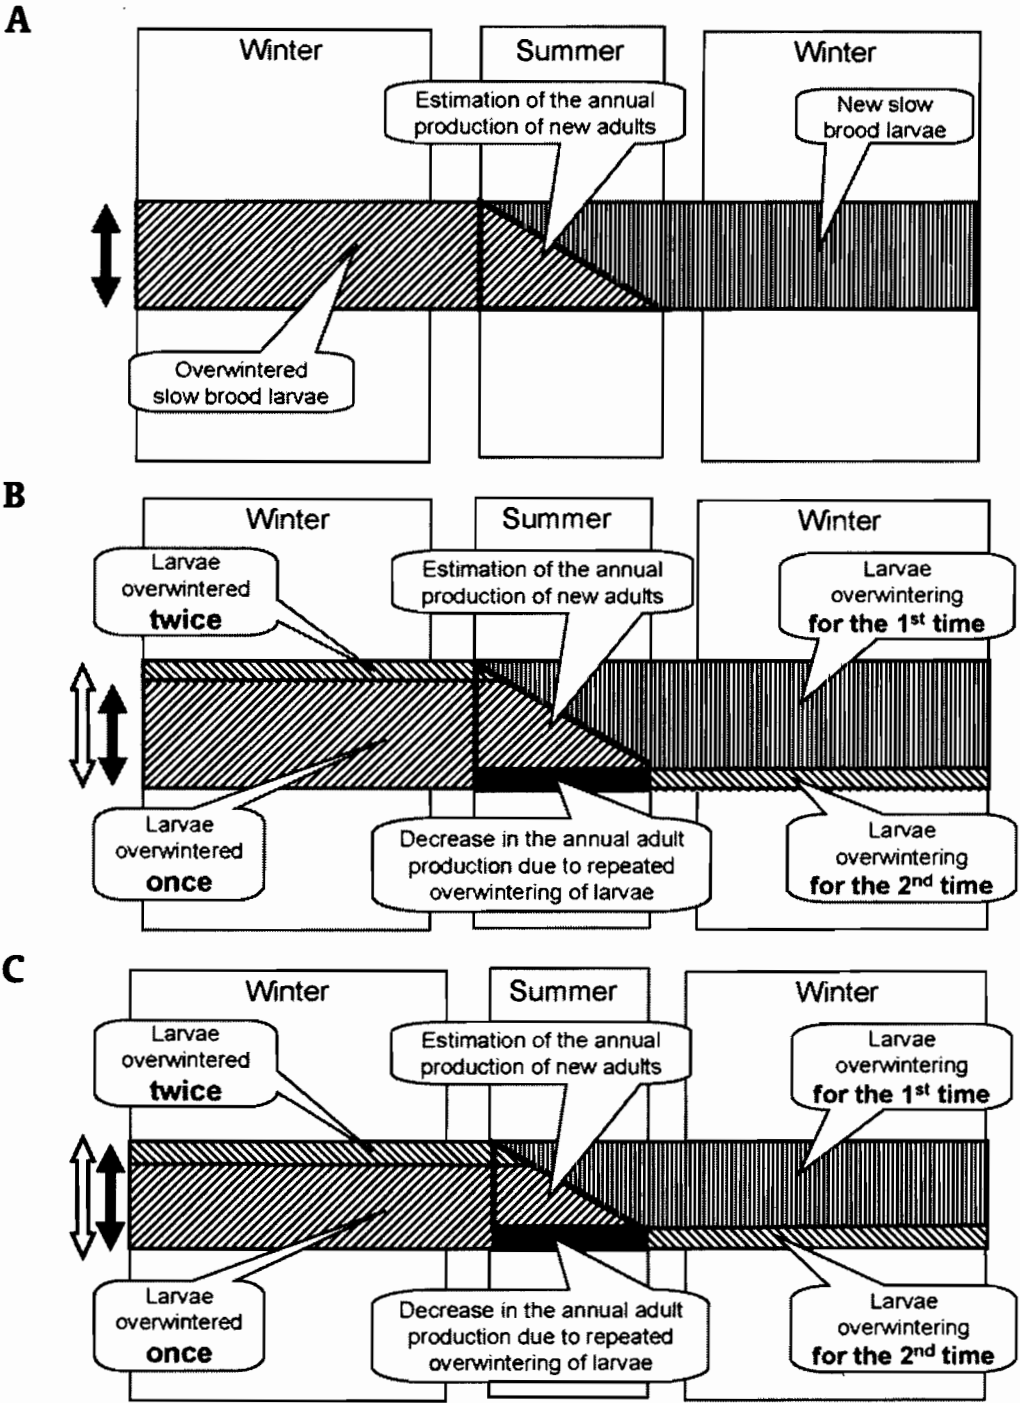 A
Winter
Summer
Winter
Estimation of the annual
production of new adults
New slow
brood larvae
Overwintered
slow brood larvae
B
Winter
Summer
Winter
Larvae
overwintered
twice
Estimation of the annual
production of new adults
Larvae
overwintering
for the 1st time
Larvae
overwintered
once
Decrease in the annual adult
production due to repeated
overwintering of larvae
Larvae
overwintering
for the 2nd time
C
Winter
Summer
Winter
Larvae
overwintered
twice
Estimation of the annual
production of new adults
Larvae
overwintering
for the 1st time
Larvae
overwintered
once
Decrease in the annual adult
production due to repeated
overwintering of larvae
Larvae
overwintering
for the 2nd time